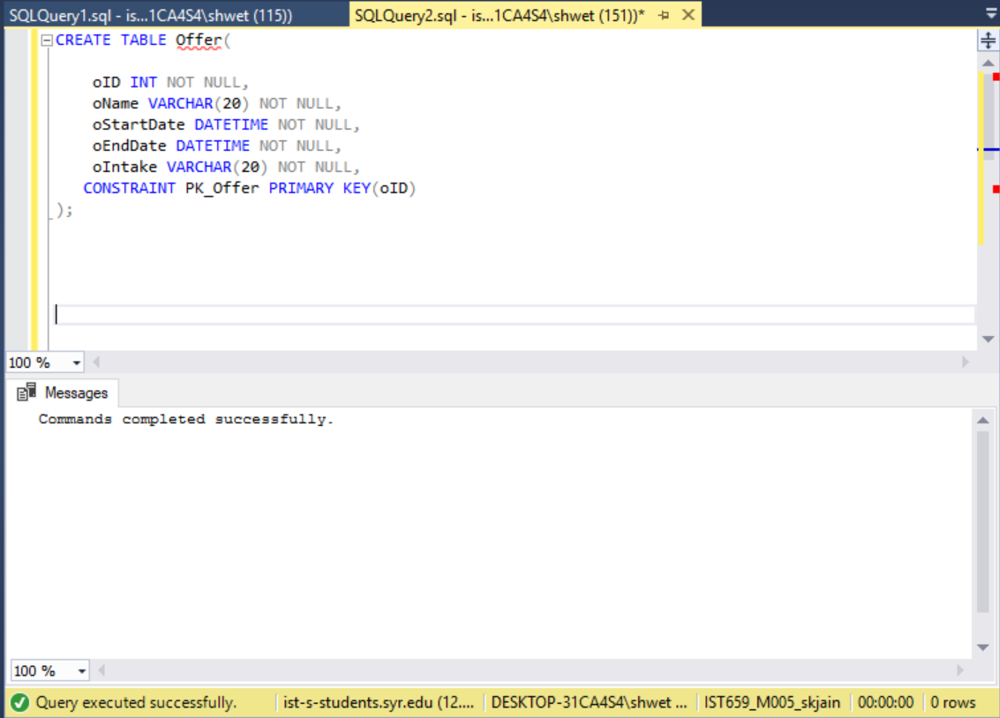 SQLQuery1.sql - is...1CA4S4\shwet (115))
SQLQuery2.sql - is...1CA4S4\shwet (151))*
CREATE TABLE Offer(
oID INT NOT NULL,
oName VARCHAR(20) NOT NULL,
oStartDate DATETIME NOT NULL,
oEndDate DATETIME NOT NULL,
oIntake VARCHAR(20) NOT NULL,
CONSTRAINT PK_Offer PRIMARY KEY(oID)
);
100 %
Messages
Commands completed successfully.
100 %
Query executed successfully.
ist-s-students.syr.edu (12....
DESKTOP-31CA4S4\shwet ...
IST659_M005_skjain
00:00:00
0 rows